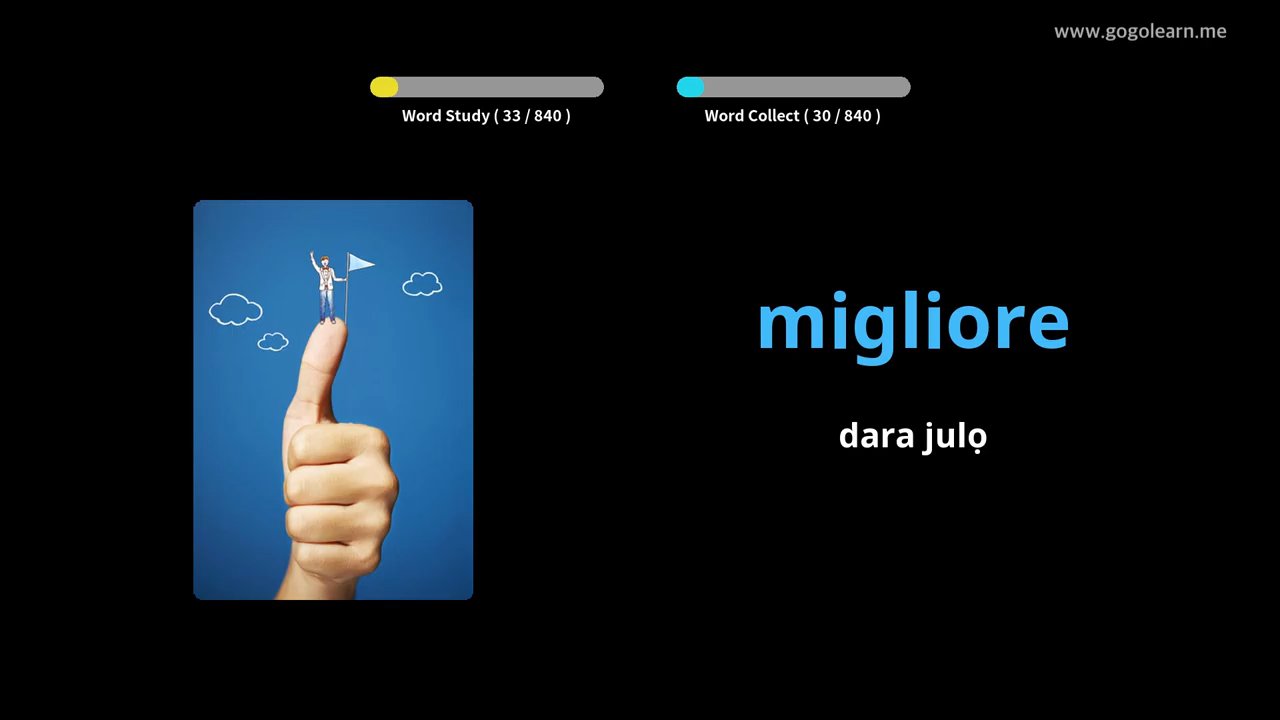 www.gogolearn.me
Word Study ( 33 / 840 )
Word Collect ( 30 / 840 )
migliore
dara julọ